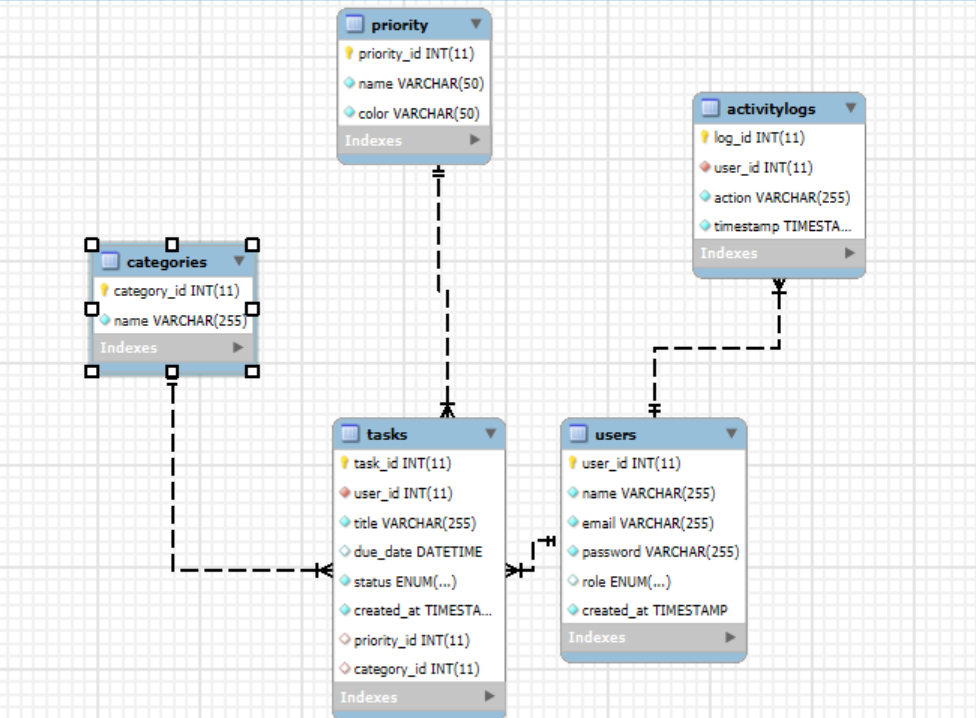 priority
priority_id INT(11)
name VARCHAR(50)
color VARCHAR(50)
Indexes
activitylogs
log_id INT(11)
user_id INT(11)
action VARCHAR(255)
timestamp TIMESTA...
Indexes
categories
category_id INT(11)
name VARCHAR(255)
Indexes
tasks
task_id INT(11)
user_id INT(11)
title VARCHAR(255)
due_date DATETIME
status ENUM(...)
created_at TIMESTA...
priority_id INT(11)
category_id INT(11)
Indexes
users
user_id INT(11)
name VARCHAR(255)
email VARCHAR(255)
password VARCHAR(255)
role ENUM(...)
created_at TIMESTAMP
Indexes